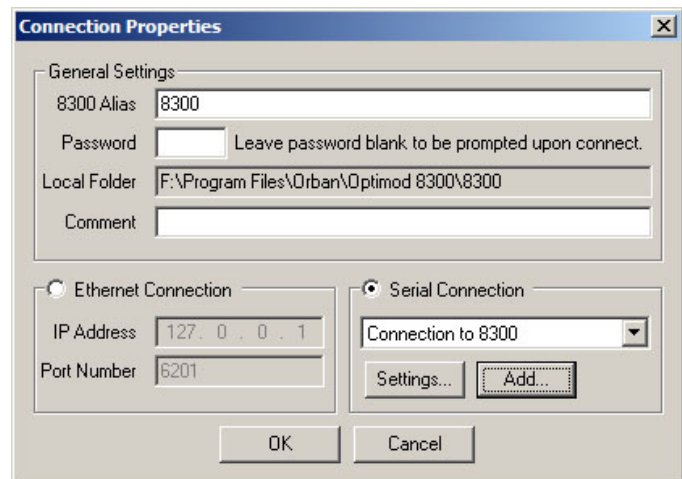 Connection Properties
General Settings
8300 Alias 8300
Password Leave password blank to be prompted upon connect.
Local Folder F:\Program Files\Orban\Optimod 8300\8300
Comment
Ethernet Connection
IP Address 127. 0 . 0 . 1
Port Number 6201
Serial Connection
Connection to 8300
Settings... Add...
OK Cancel